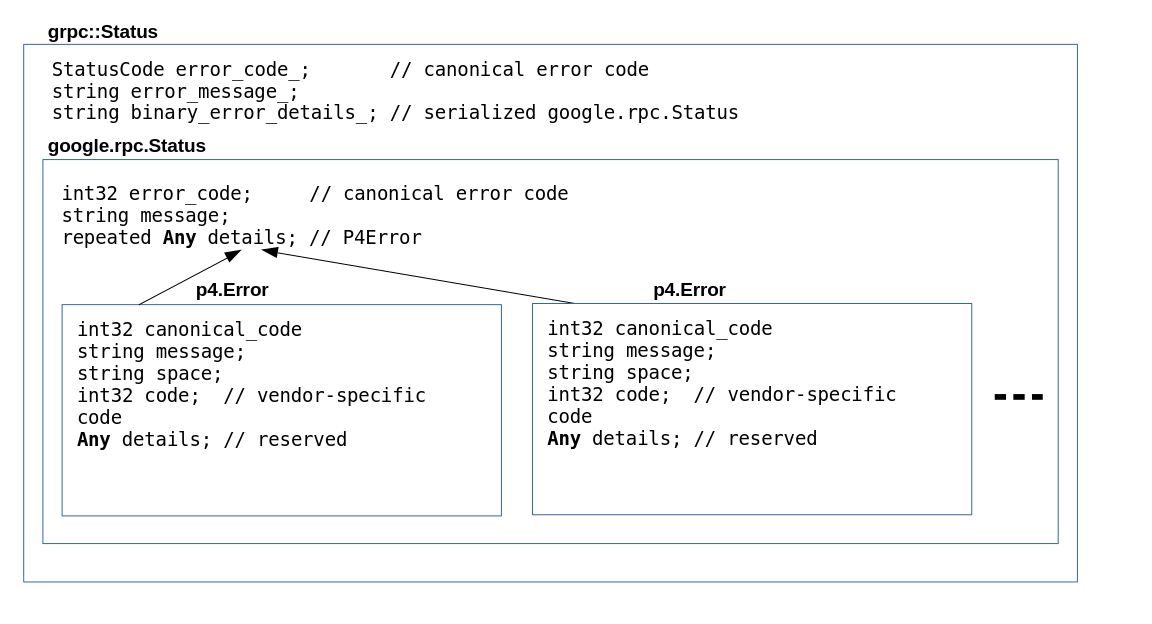 grpc::Status
StatusCode error_code_;       // canonical error code
string error_message_;
string binary_error_details_; // serialized google.rpc.Status
google.rpc.Status
int32 error_code;     // canonical error code
string message;
repeated Any details; // P4Error
p4.Error
int32 canonical_code
string message;
string space;
int32 code;  // vendor-specific
code
Any details; // reserved
p4.Error
int32 canonical_code
string message;
string space;
int32 code;  // vendor-specific
code
Any details; // reserved